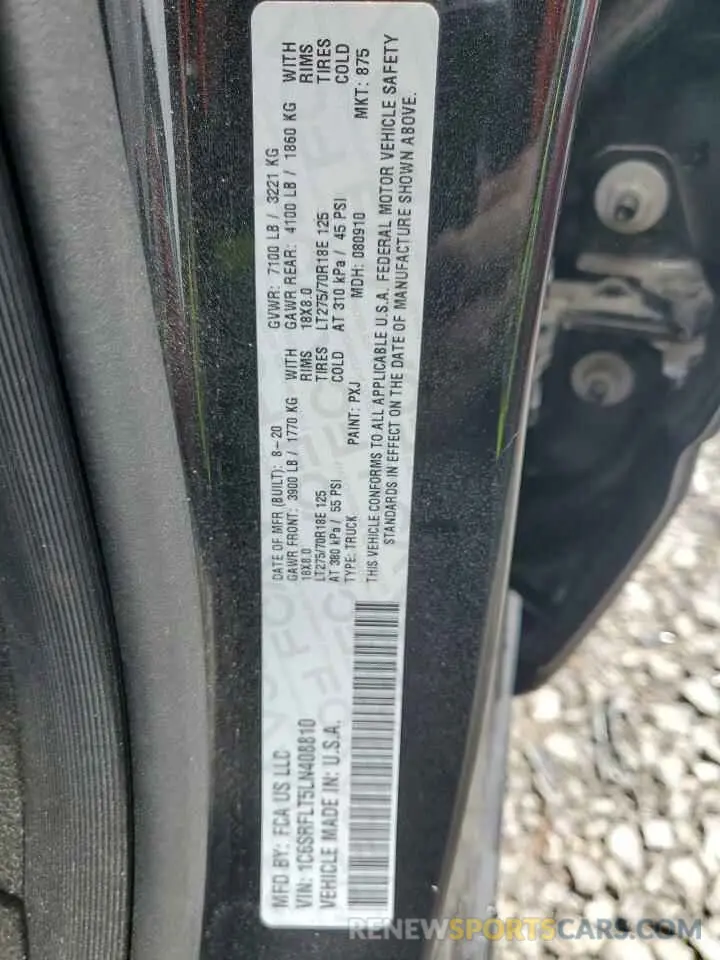 MFD BY: FCA US LLC
VIN: 1C6SRFLT5LN408810
VEHICLE MADE IN: U.S.A.
DATE OF MFR (BUILT): 8-20 GVWR: 7100 LB / 3221 KG
GAWR FRONT: 3900 LB / 1770 KG WITH GAWR REAR: 4100 LB / 1860 KG WITH
18X8.0 RIMS 18X8.0 RIMS
LT275/70R18E 125 TIRES LT275/70R18E 125 TIRES
AT 380 kPa / 55 PSI COLD AT 310 kPa / 45 PSI COLD
TYPE: TRUCK PAINT: PXJ MDH: 080910 MKT: 875
THIS VEHICLE CONFORMS TO ALL APPLICABLE U.S.A. FEDERAL MOTOR VEHICLE SAFETY
STANDARDS IN EFFECT ON THE DATE OF MANUFACTURE SHOWN ABOVE.
RENEWSPORTSCARS.COM